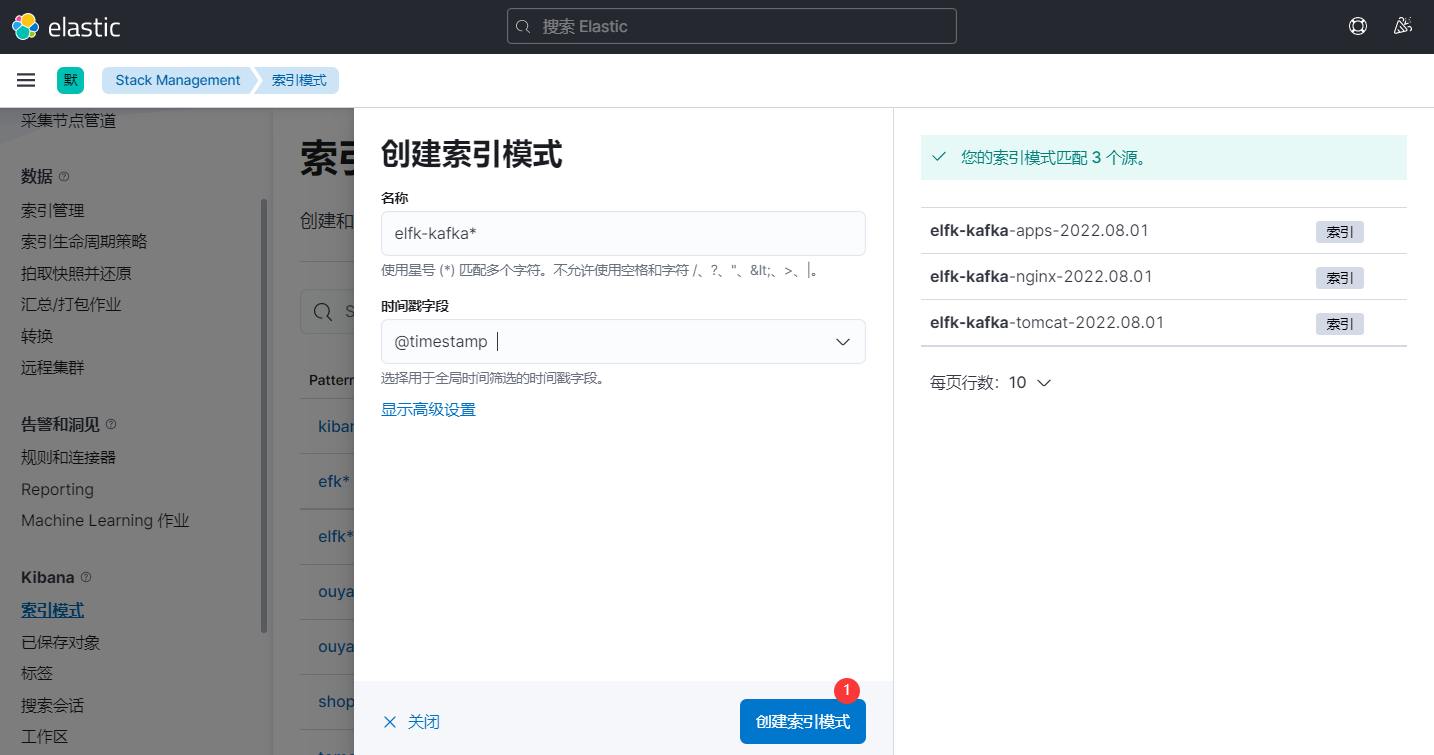 elastic
搜索 Elastic
默
Stack Management
索引模式
采集节点管道
数据
索引管理
索引生命周期策略
拍取快照并还原
汇总/打包作业
转换
远程集群
告警和洞见
规则和连接器
Reporting
Machine Learning 作业
Kibana
索引模式
已保存对象
标签
搜索会话
工作区
索引
创建和
S
Pattern
kibar
efk*
elfk*
ouya
ouya
shop
创建索引模式
名称
elfk-kafka*
使用星号 (*) 匹配多个字符。不允许使用空格和字符 /、?、"、&lt;、>、|。
时间戳字段
@timestamp
选择用于全局时间筛选的时间戳字段。
显示高级设置
关闭
1
创建索引模式
您的索引模式匹配 3 个源。
elfk-kafka-apps-2022.08.01 索引
elfk-kafka-nginx-2022.08.01 索引
elfk-kafka-tomcat-2022.08.01 索引
每页行数: 10